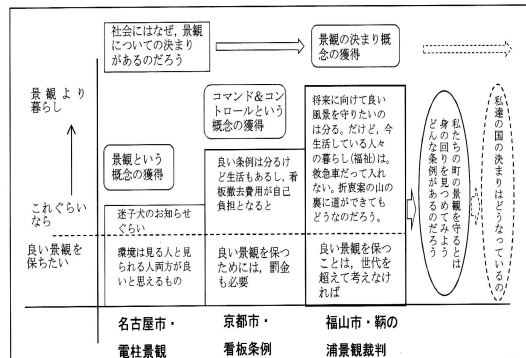 社会にはなぜ，景観
についての決まり
があるのだろう
景観の決まり概
念の獲得
景観より
暮らし
これぐらい
なら
良い景観を
保ちたい
景観という
概念の獲得
コマンド＆コン
トロールという
概念の獲得
迷子犬のお知らせ
ぐらい
環境は見る人と見
られる人両方が良
いと思えるもの
良い条例は分るけ
ど生活もあるし，看
板撤去費用が自己
負担となると
良い景観を保つ
ためには，罰金
も必要
将来に向けて良い
風景を守りたいの
は分る。だけど，今
生活している人々
の暮らし(福祉)は。
救急車だって入れ
ない。折衷案の山の
裏に道ができても
どうなのだろう。
良い景観を保つ
ことは，世代を
超えて考えなけ
れば
私たちの町の景観を守るとは
身の回りを見つめてみよう
どんな条例があるのだろう
私達の国の決まりはどうなっているの
名古屋市・
電柱景観
京都市・
看板条例
福山市・鞆の
浦景観裁判